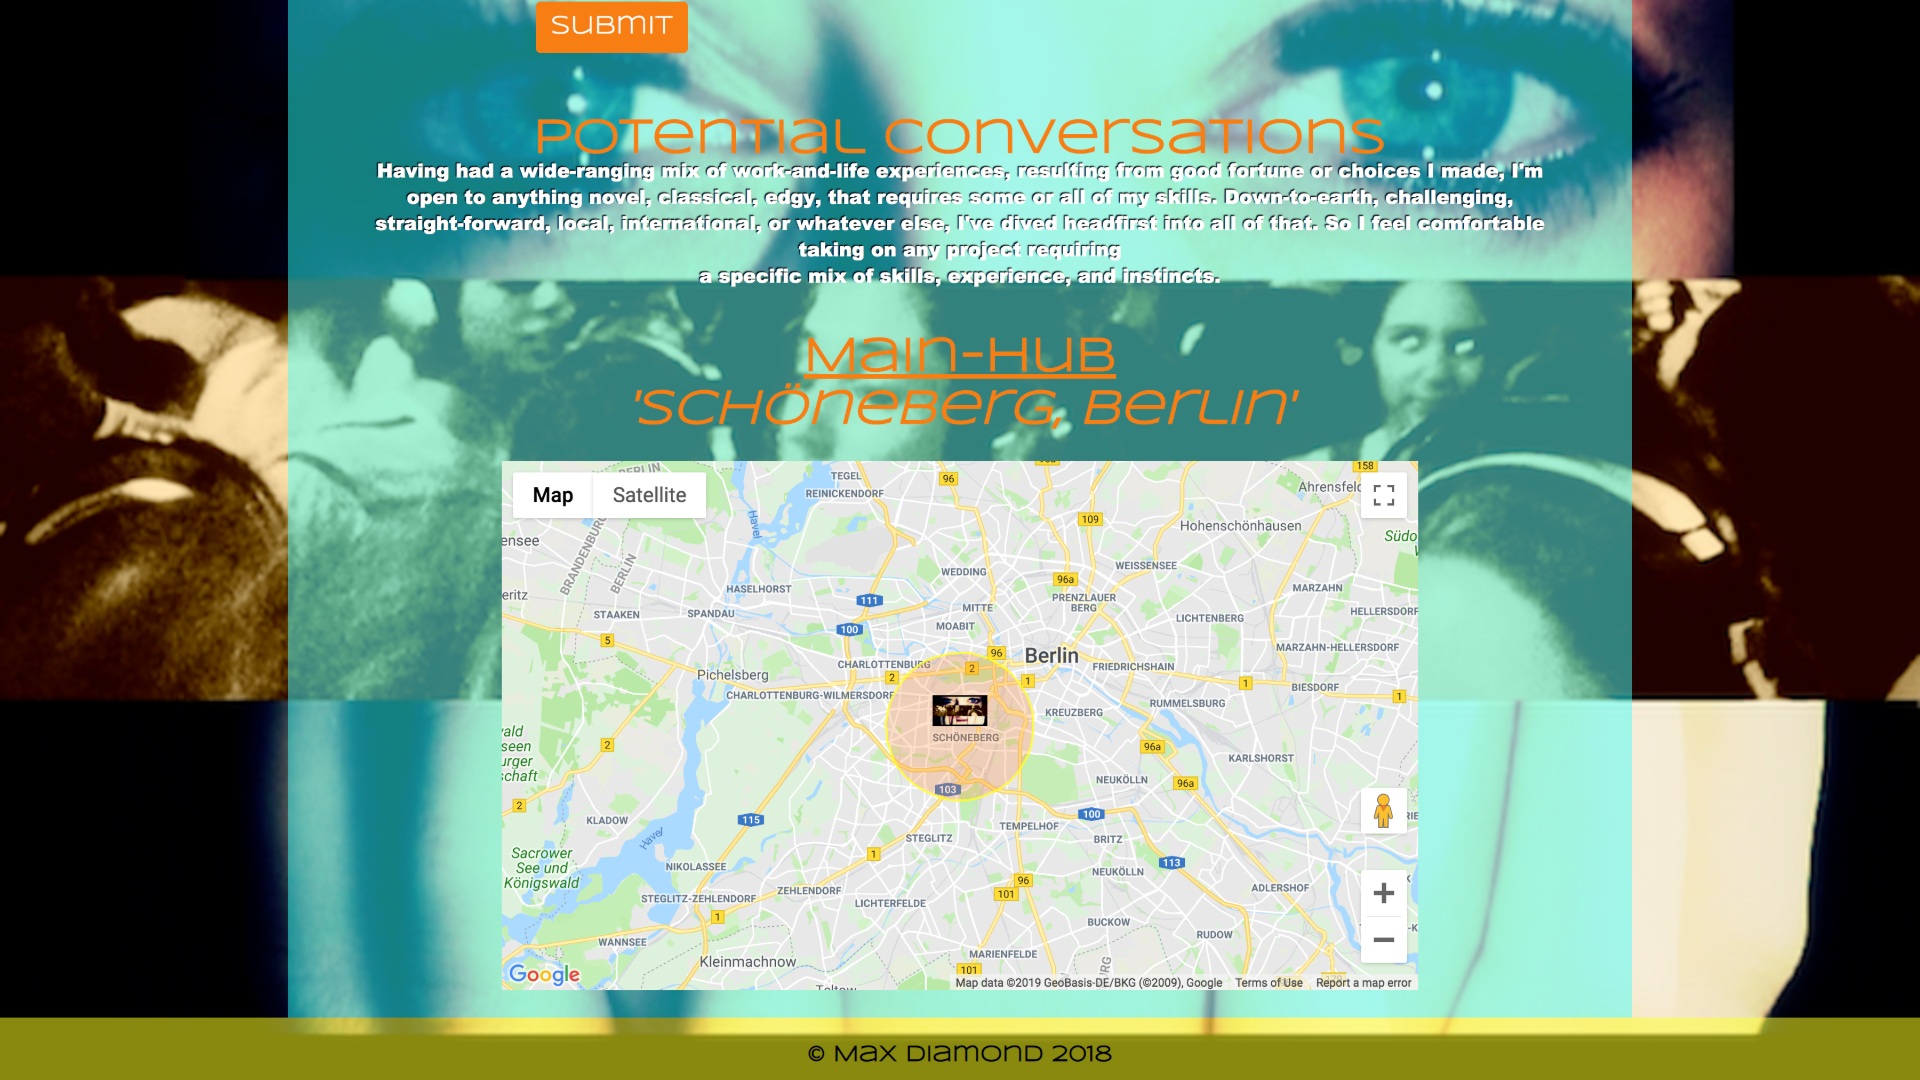 SUBMIT
Potential Conversations
Having had a wide-ranging mix of work-and-life experiences, resulting from good fortune or choices I made, I'm
open to anything novel, classical, edgy, that requires some or all of my skills. Down-to-earth, challenging,
straight-forward, local, international, or whatever else, I've dived headfirst into all of that. So I feel comfortable
taking on any project requiring
a specific mix of skills, experience, and instincts.
Main-Hub
'Schöneberg, Berlin'
Map Satellite
BERLIN
TEGEL
REINICKENDORF
96
158
Ahrensfeld
109
Hohenschönhausen
Havel
BRANDENBURG
BERLIN
WEDDING
96a
WEISSENSEE
HASELHORST
MARZAHN
111
MITTE
PRENZLAUER
BERG
STAAKEN
SPANDAU
LICHTENBERG
HELLERSDORF
100
MOABIT
5
96
Berlin
MARZAHN-HELLERSDORF
CHARLOTTENBURG
2
FRIEDRICHSHAIN
Pichelsberg
2
1
1
BIESDORF
CHARLOTTENBURG-WILMERSDORF
1
RUMMELSBURG
KREUZBERG
SCHÖNEBERG
2
96a
KARLSHORST
NEUKÖLLN
96a
103
2
KLADOW
115
100
TEMPELHOF
Havel
STEGLITZ
BRITZ
1
113
Sacrower
See und
Königswald
NIKOLASSEE
NEUKÖLLN
96
ZEHLENDORF
101
ADLERSHOF
STEGLITZ-ZEHLENDORF
LICHTERFELDE
1
BUCKOW
RUDOW
WANNSEE
MARIENFELDE
Kleinmachnow
101
Google
Map data ©2019 GeoBasis-DE/BKG (©2009), Google Terms of Use Report a map error
© Max Diamond 2018